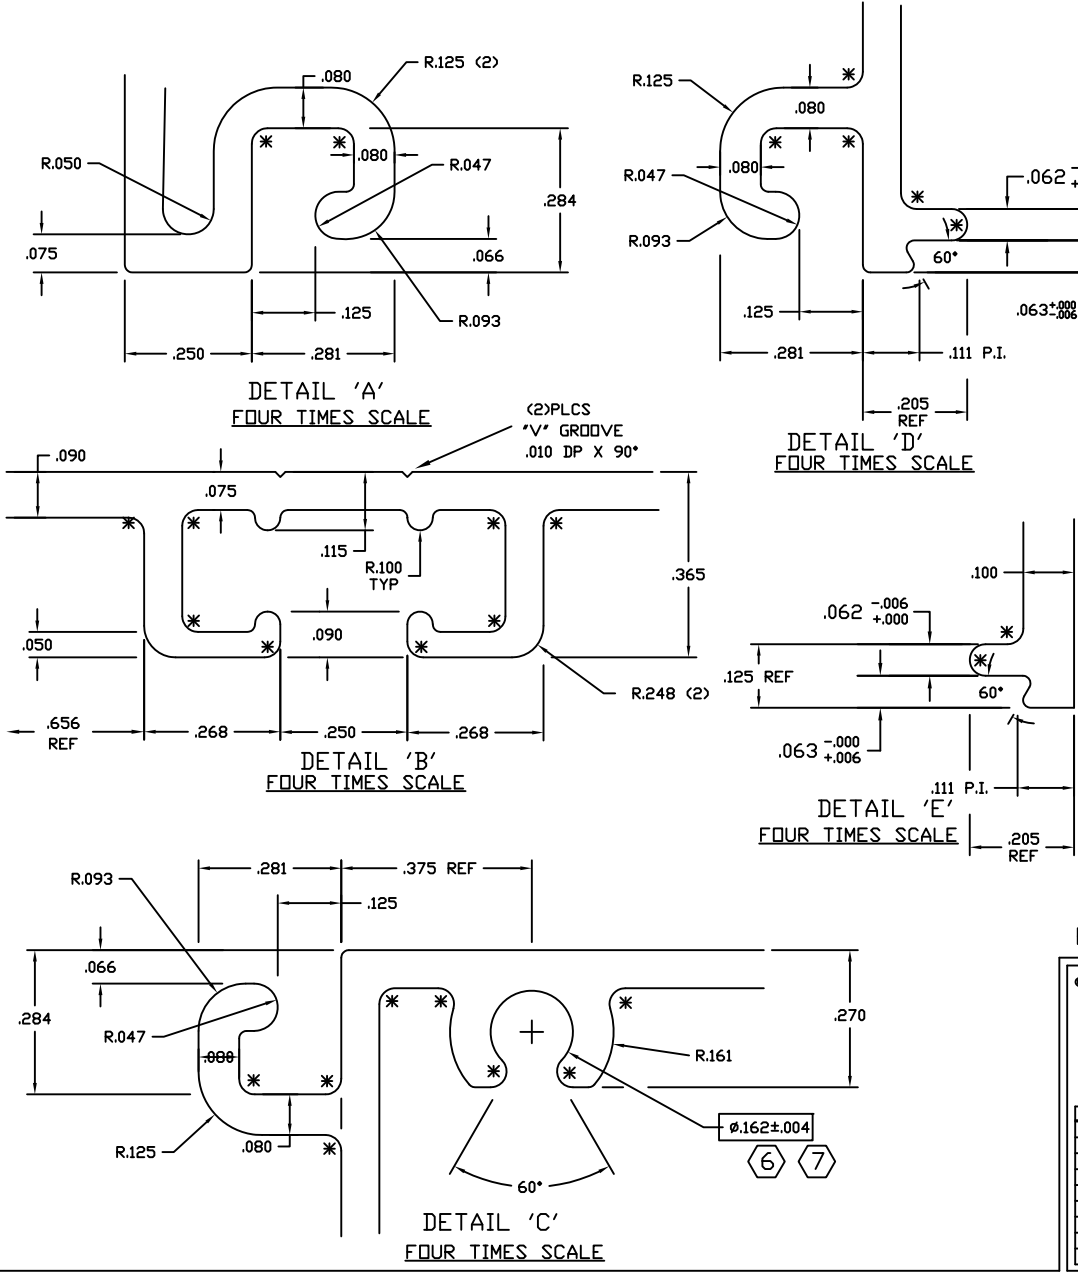 R.125 (2)
.080
R.050
.080
R.047
.284
.075
.066
.125
R.093
.250
.281
DETAIL 'A'
FOUR TIMES SCALE
R.125
.080
.080
R.047
R.093
.062
60°
.063 +.000
-.006
.125
.281
.111 P.I.
.205
REF
DETAIL 'D'
FOUR TIMES SCALE
(2)PLCS
"V" GROOVE
.010 DP X 90°
.090
.075
.115
R.100
TYP
.365
.050
.090
R.248 (2)
.656
REF
.268
.250
.268
DETAIL 'B'
FOUR TIMES SCALE
.100
.062 -.006
+.000
.125 REF
60°
.063 -.000
+.006
.111 P.I.
.205
REF
DETAIL 'E'
FOUR TIMES SCALE
.281
.375 REF
R.093
.125
.066
.284
R.047
.080
.270
R.161
R.125
.080
ø.162±.004
6 7
60°
DETAIL 'C'
FOUR TIMES SCALE